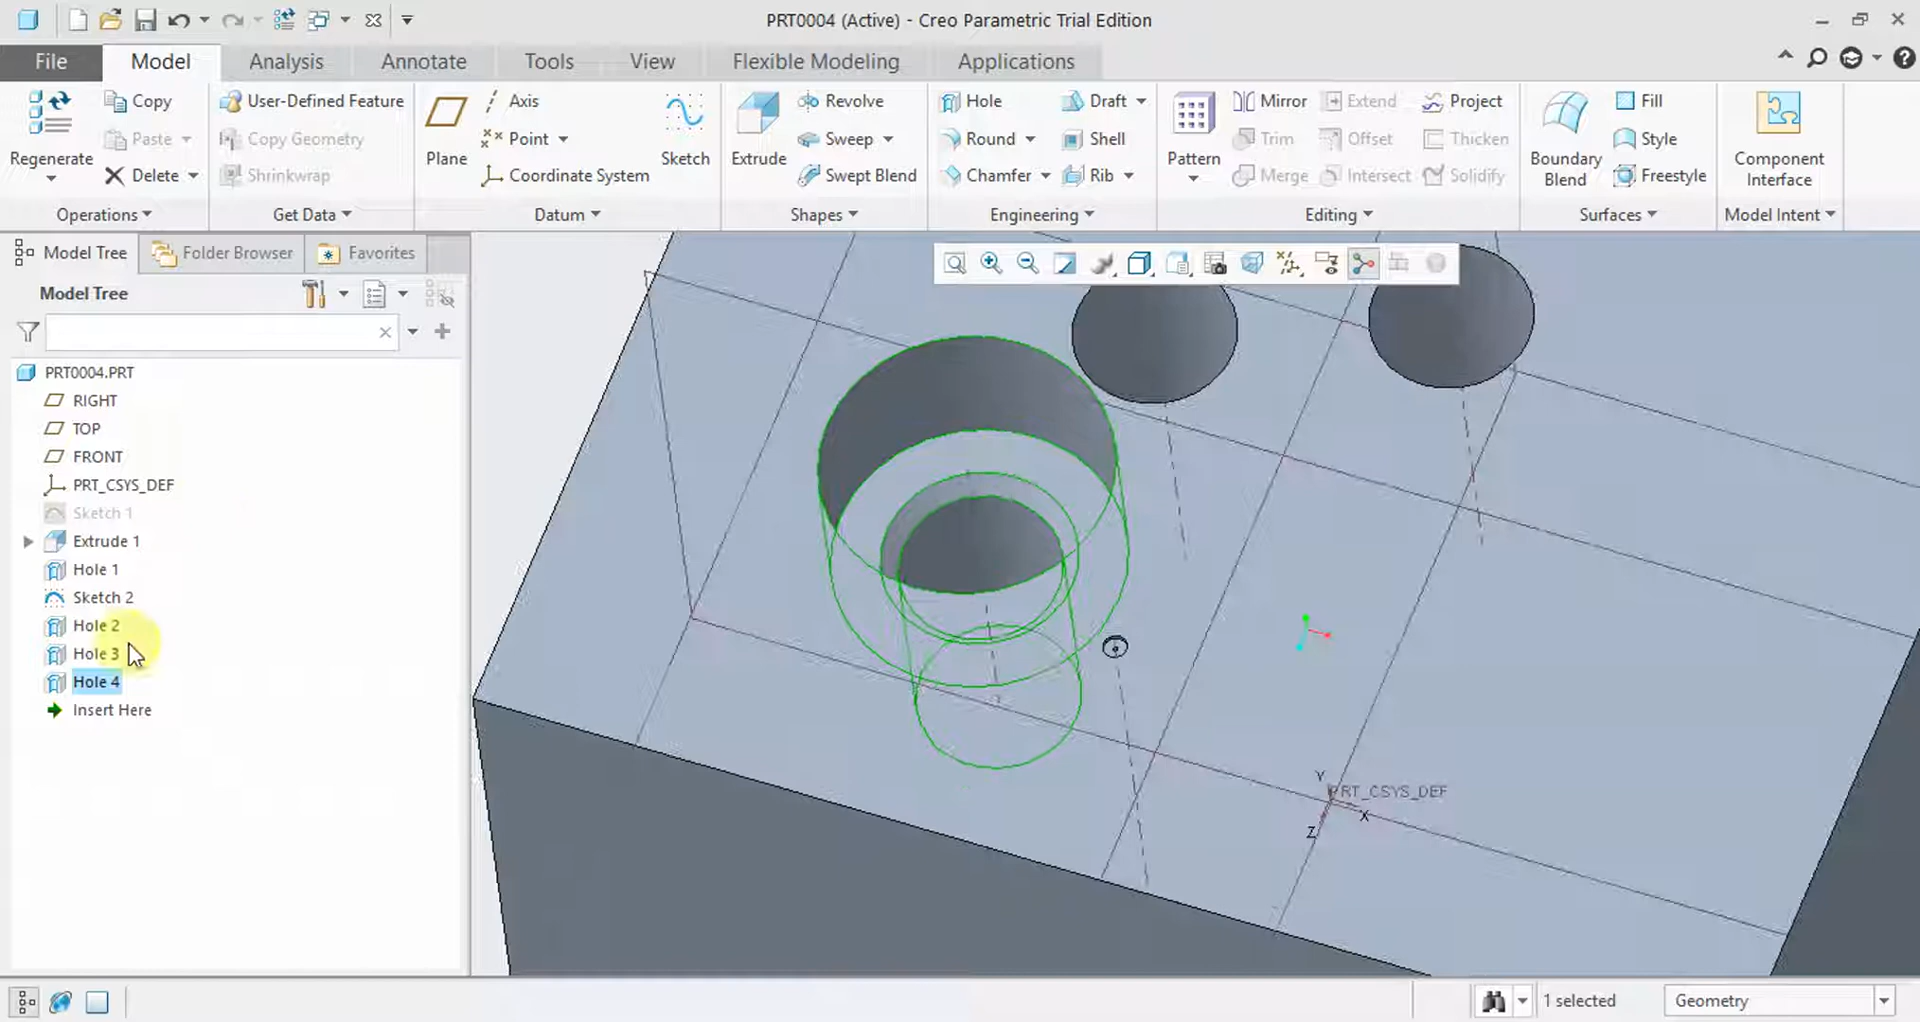 PRT0004 (Active) - Creo Parametric Trial Edition
File Model Analysis Annotate Tools View Flexible Modeling Applications
Regenerate
Copy
Paste
Delete
Operations
User-Defined Feature
Copy Geometry
Shrinkwrap
Get Data
Plane
Axis
Point
Coordinate System
Sketch
Datum
Extrude
Revolve
Sweep
Swept Blend
Shapes
Hole
Round
Chamfer
Draft
Shell
Rib
Engineering
Pattern
Mirror
Trim
Merge
Extend
Offset
Intersect
Project
Thicken
Solidify
Editing
Boundary
Blend
Fill
Style
Freestyle
Surfaces
Component
Interface
Model Intent
Model Tree Folder Browser Favorites
Model Tree
PRT0004.PRT
RIGHT
TOP
FRONT
PRT_CSYS_DEF
Sketch 1
Extrude 1
Hole 1
Sketch 2
Hole 2
Hole 3
Hole 4
Insert Here
Y
PRT_CSYS_DEF
X
Z
1 selected
Geometry